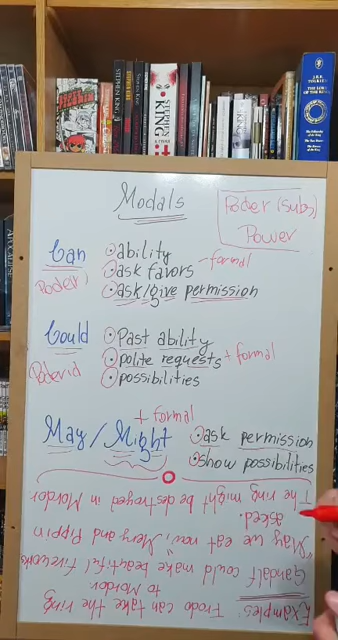 STEPHEN KING
STEPHEN KING
J.R.R. TOLKIEN
THE LORD OF THE RINGS
Modals
Poder (subs)
Power
Can
ability
ask favors - formal
ask/give permission
Poder
Could
Past ability
polite requests + formal
possibilities
+ formal
May / Might
ask permission
show possibilities
Examples: Frodo can take the ring
to Mordor
Gandalf could make beautiful fireworks
"May we eat now", Merry and Pippin
asked.
The ring might be destroyed in Mordor